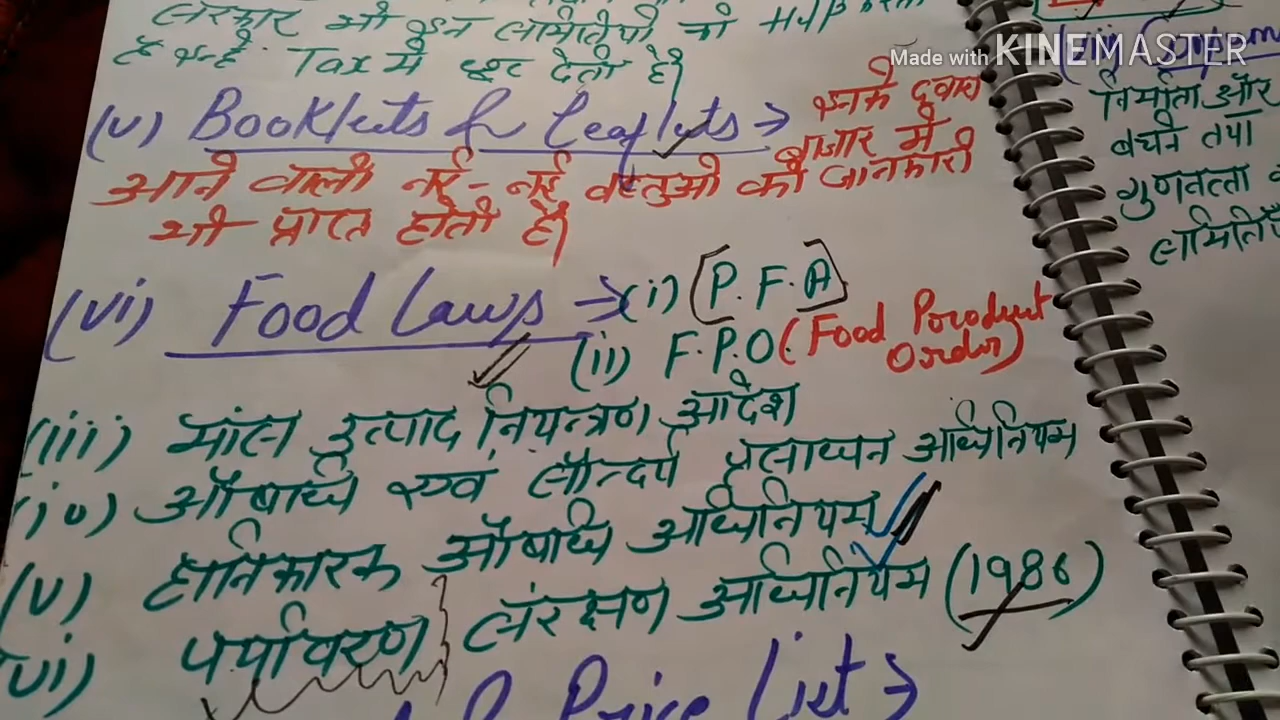 सरकार भी इन समितियो को Help करती
है इन्हे Tax मे छूट देती है।
(v) Booklets & Leaflets → इनके द्वारा
बाजार में
आने वाली नई-नई वस्तुओ की जानकारी
भी प्राप्त होती है।
(vi) Food Laws → (i) [P.F.A]
(ii) F.P.O (Food Product
Order)
(iii) मांस उत्पाद नियन्त्रण आदेश
(iv) औषधि एवं सौन्दर्य प्रसाधन अधिनियम
(v) हानिकारक औषधि अधिनियम
(vi) पर्यावरण संरक्षण अधिनियम (1986)
Price List →
निर्माता और
बचने तथा
गुणवत्ता
समितियाँ
Made with KINEMASTER